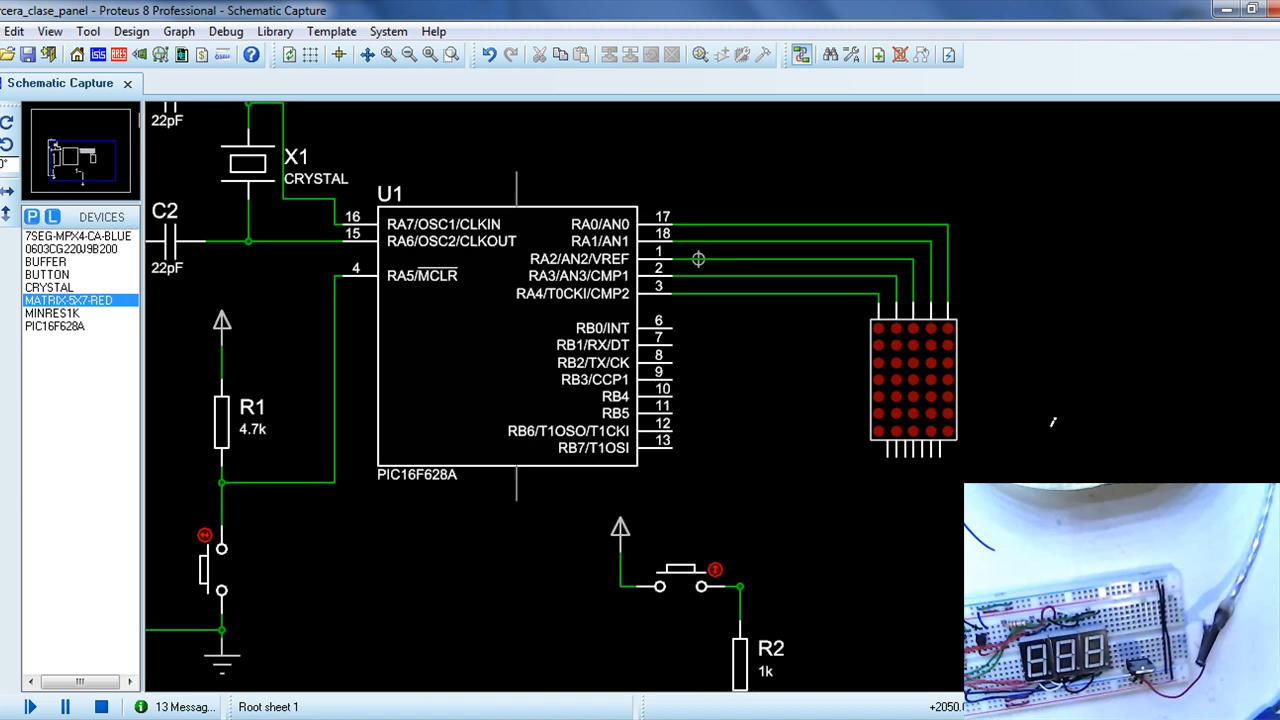 rcera_clase_panel - Proteus 8 Professional - Schematic Capture
Edit View Tool Design Graph Debug Library Template System Help
Schematic Capture
0°
P L DEVICES
7SEG-MPX4-CA-BLUE
0603CG220J9B200
BUFFER
BUTTON
CRYSTAL
MATRIX-5X7-RED
MINRES1K
PIC16F628A
22pF
X1
CRYSTAL
C2
22pF
R1
4.7k
U1
16 RA7/OSC1/CLKIN
15 RA6/OSC2/CLKOUT
4 RA5/MCLR
RA0/AN0 17
RA1/AN1 18
RA2/AN2/VREF 1
RA3/AN3/CMP1 2
RA4/T0CKI/CMP2 3
RB0/INT 6
RB1/RX/DT 7
RB2/TX/CK 8
RB3/CCP1 9
RB4 10
RB5 11
RB6/T1OSO/T1CKI 12
RB7/T1OSI 13
PIC16F628A
R2
1k
13 Messag...
Root sheet 1
+2050.